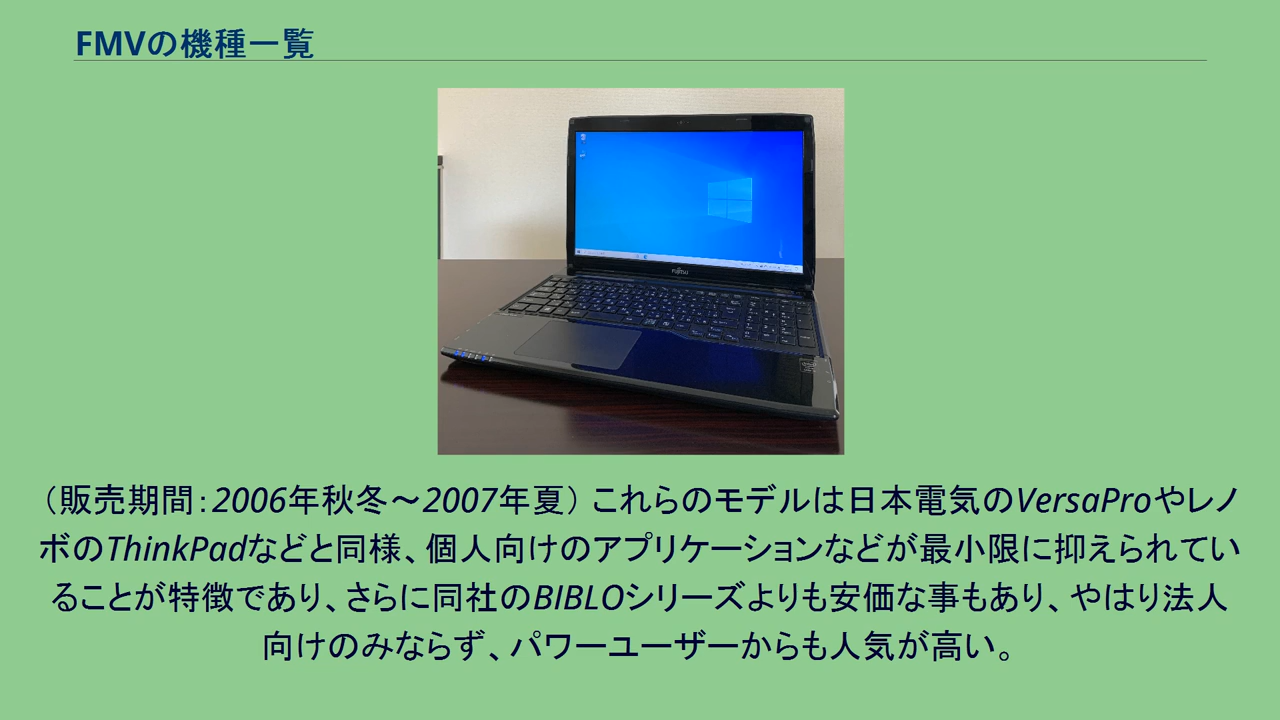 FMVの機種一覧
FUJITSU
（販売期間：2006年秋冬～2007年夏）これらのモデルは日本電気のVersaProやレノ
ボのThinkPadなどと同様、個人向けのアプリケーションなどが最小限に抑えられてい
ることが特徴であり、さらに同社のBIBLOシリーズよりも安価な事もあり、やはり法人
向けのみならず、パワーユーザーからも人気が高い。